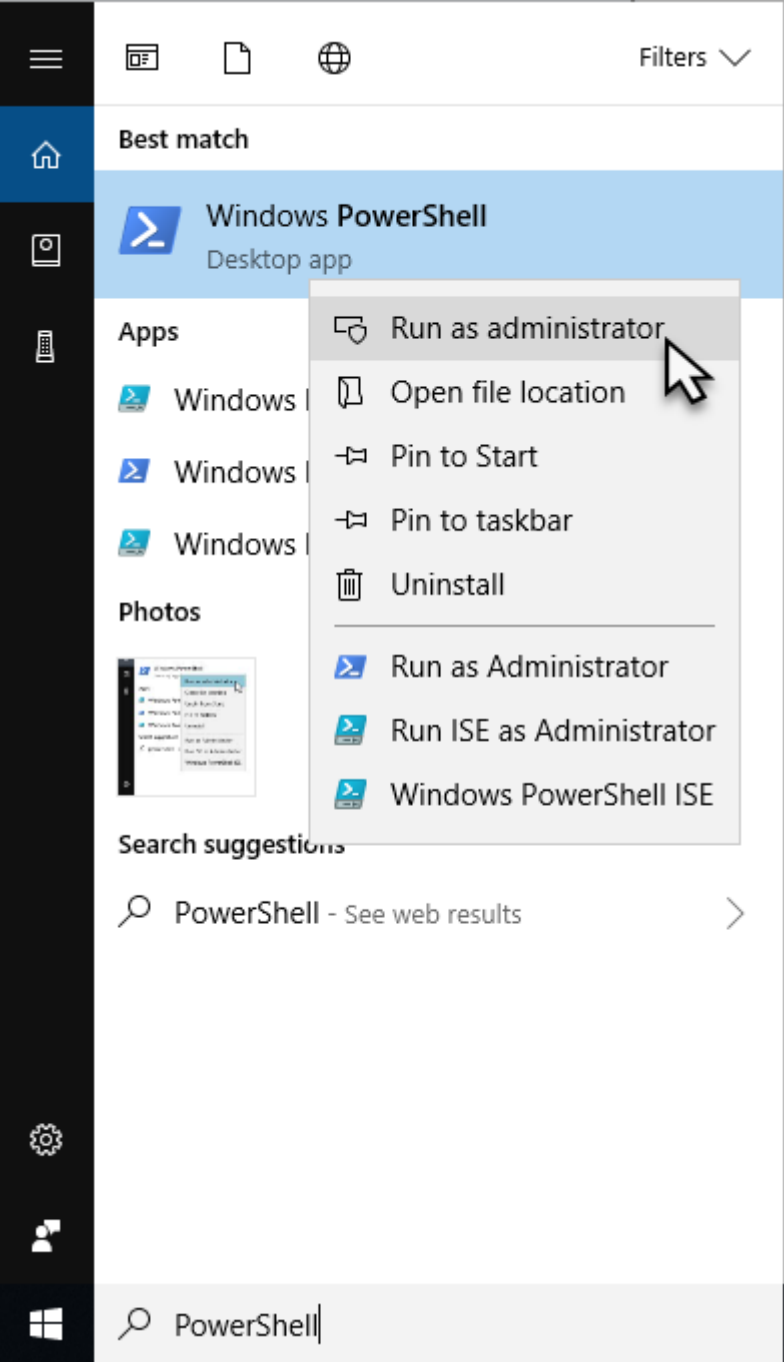 Filters
Best match
Windows PowerShell
Desktop app
Apps
Run as administrator
Open file location
Windows
Pin to Start
Windows
Pin to taskbar
Windows
Uninstall
Photos
Run as Administrator
Run ISE as Administrator
Windows PowerShell ISE
Search suggestions
PowerShell - See web results
PowerShell